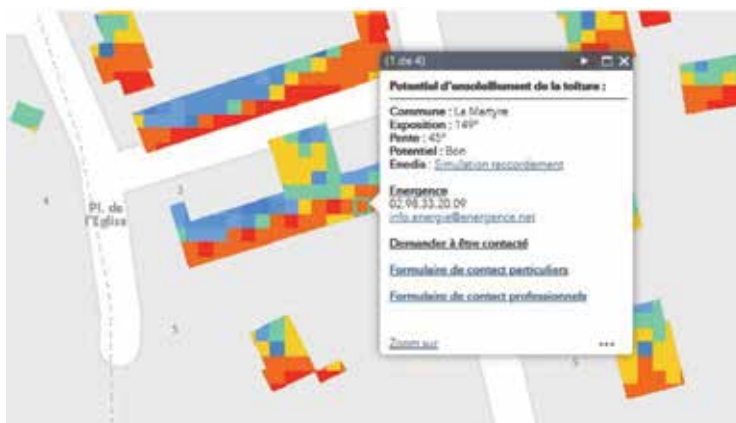 (1 de 4)
Potentiel d'ensoleillement de la toiture :
Commune : La Martyre
Exposition : 149°
Pente : 45°
Potentiel : Bon
Enedis : Simulation raccordement
Energence
02.98.33.20.09
info.energie@energence.net
Demander à être contacté
Formulaire de contact particuliers
Formulaire de contact professionnels
Zoom sur
3
4
Pl. de
l'Eglise
5
5